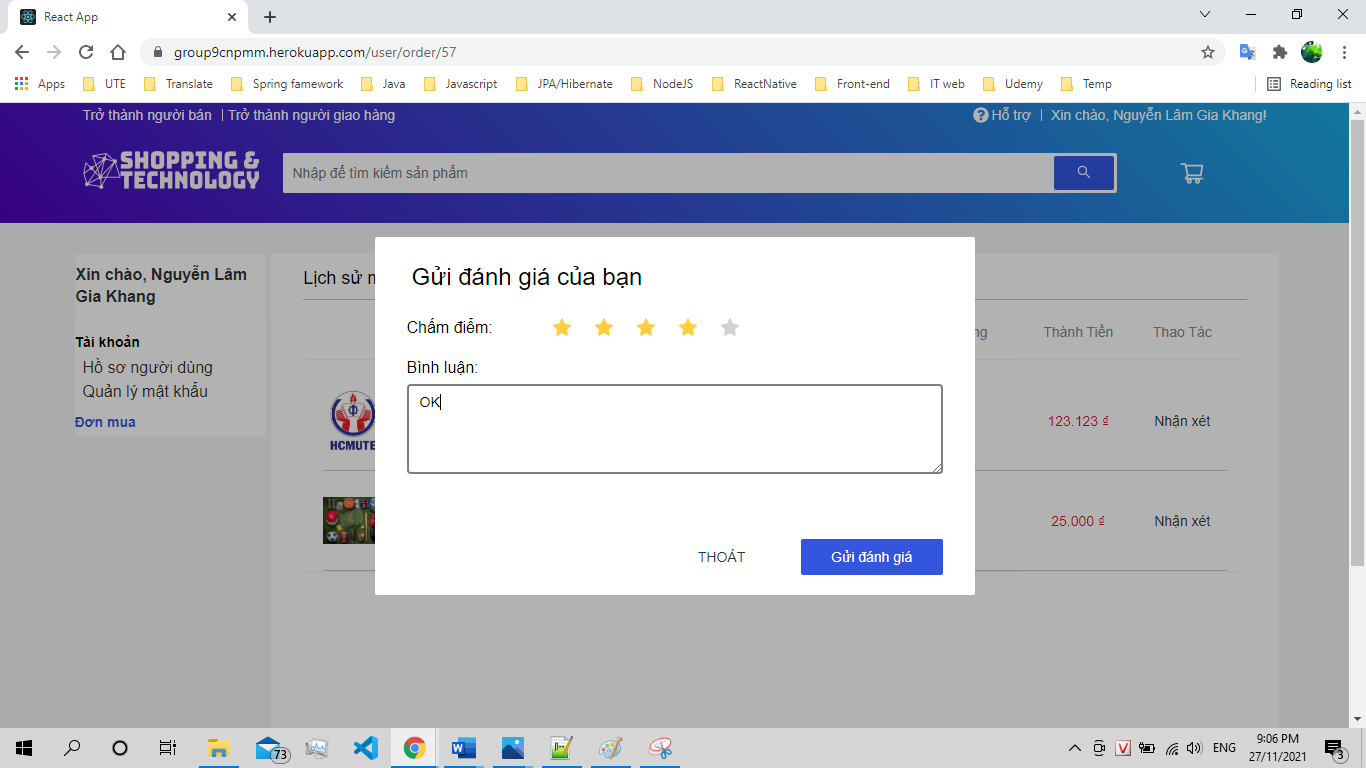 React App
group9cnpmm.herokuapp.com/user/order/57
Apps UTE Translate Spring famework Java Javascript JPA/Hibernate NodeJS ReactNative Front-end IT web Udemy Temp Reading list
Trở thành người bán | Trở thành người giao hàng ? Hỗ trợ | Xin chào, Nguyễn Lâm Gia Khang!
SHOPPING &
TECHNOLOGY
Nhập để tìm kiếm sản phẩm
Xin chào, Nguyễn Lâm
Gia Khang
Tài khoản
Hồ sơ người dùng
Quản lý mật khẩu
Đơn mua
Lịch sử
Gửi đánh giá của bạn
Chấm điểm:
Bình luận:
OK
THOÁT Gửi đánh giá
Thành Tiền Thao Tác
HCMUTE
123.123 ₫ Nhận xét
25.000 ₫ Nhận xét
73
V
ENG
9:06 PM
27/11/2021
3